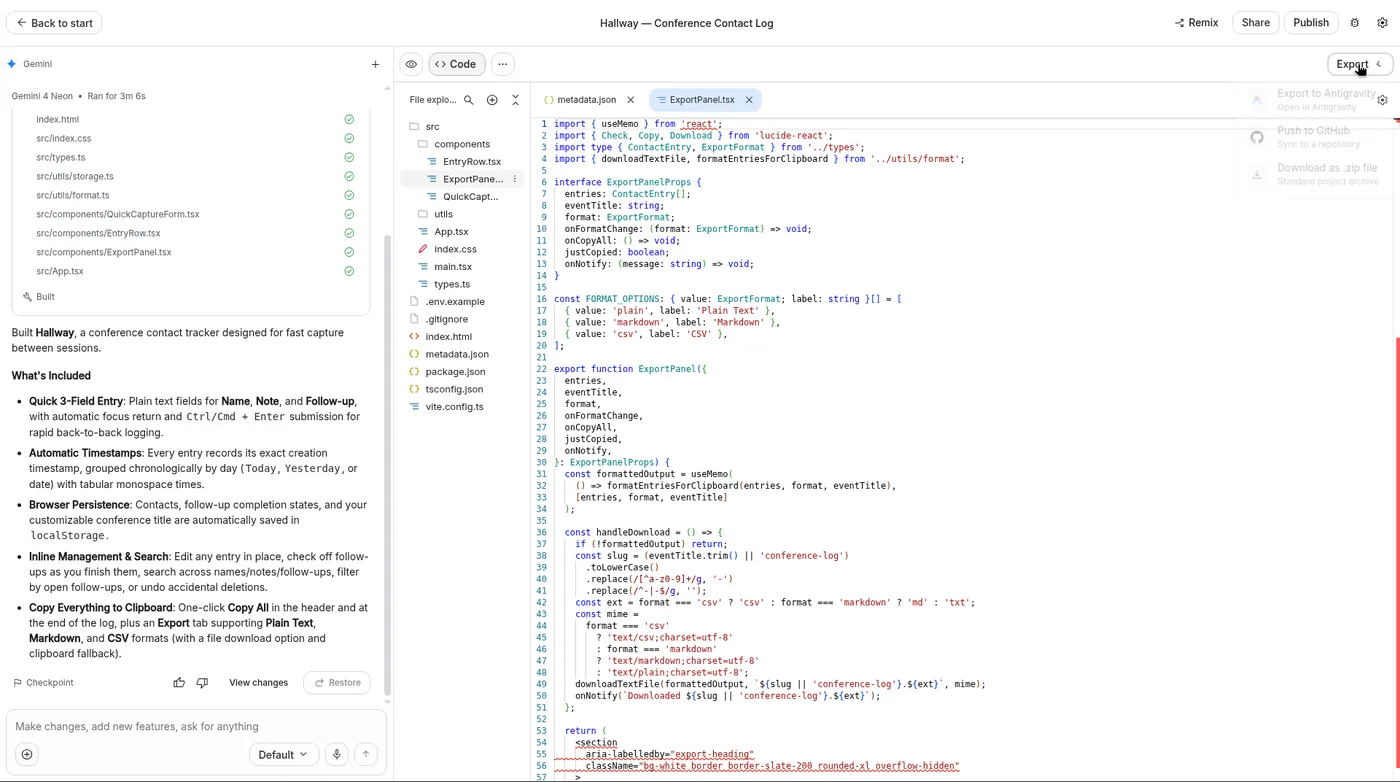 Back to start
Hallway — Conference Contact Log
Remix
Share
Publish
Gemini
Code
Export
Gemini 4 Neon • Ran for 3m 6s
index.html
src/index.css
src/types.ts
src/utils/storage.ts
src/utils/format.ts
src/components/QuickCaptureForm.tsx
src/components/EntryRow.tsx
src/components/ExportPanel.tsx
src/App.tsx
Built
Built Hallway, a conference contact tracker designed for fast capture
between sessions.
What's Included
• Quick 3-Field Entry: Plain text fields for Name, Note, and Follow-up,
with automatic focus return and Ctrl/Cmd + Enter submission for
rapid back-to-back logging.
• Automatic Timestamps: Every entry records its exact creation
timestamp, grouped chronologically by day (Today, Yesterday, or
date) with tabular monospace times.
• Browser Persistence: Contacts, follow-up completion states, and your
customizable conference title are automatically saved in
localStorage.
• Inline Management & Search: Edit any entry in place, check off follow-
ups as you finish them, search across names/notes/follow-ups, filter
by open follow-ups, or undo accidental deletions.
• Copy Everything to Clipboard: One-click Copy All in the header and at
the end of the log, plus an Export tab supporting Plain Text,
Markdown, and CSV formats (with a file download option and
clipboard fallback).
Checkpoint
View changes
Restore
Make changes, add new features, ask for anything
Default
File explo...
src
components
EntryRow.tsx
ExportPane...
QuickCapt...
utils
App.tsx
index.css
main.tsx
types.ts
.env.example
.gitignore
index.html
metadata.json
package.json
tsconfig.json
vite.config.ts
metadata.json
ExportPanel.tsx
Export to Antigravity
Open in Antigravity
Push to GitHub
Sync to a repository
Download as .zip file
Standard project archive
1 import { useMemo } from 'react';
2 import { Check, Copy, Download } from 'lucide-react';
3 import type { ContactEntry, ExportFormat } from '../types';
4 import { downloadTextFile, formatEntriesForClipboard } from '../utils/format';
5
6 interface ExportPanelProps {
7 entries: ContactEntry[];
8 eventTitle: string;
9 format: ExportFormat;
10 onFormatChange: (format: ExportFormat) => void;
11 onCopyAll: () => void;
12 justCopied: boolean;
13 onNotify: (message: string) => void;
14 }
15
16 const FORMAT_OPTIONS: { value: ExportFormat; label: string }[] = [
17 { value: 'plain', label: 'Plain Text' },
18 { value: 'markdown', label: 'Markdown' },
19 { value: 'csv', label: 'CSV' },
20 ];
21
22 export function ExportPanel({
23 entries,
24 eventTitle,
25 format,
26 onFormatChange,
27 onCopyAll,
28 justCopied,
29 onNotify,
30 }: ExportPanelProps) {
31 const formattedOutput = useMemo(
32 () => formatEntriesForClipboard(entries, format, eventTitle),
33 [entries, format, eventTitle]
34 );
35
36 const handleDownload = () => {
37 if (!formattedOutput) return;
38 const slug = (eventTitle.trim() || 'conference-log')
39 .toLowerCase()
40 .replace(/[^a-z0-9]+/g, '-')
41 .replace(/^-|-$/g, '');
42 const ext = format === 'csv' ? 'csv' : format === 'markdown' ? 'md' : 'txt';
43 const mime =
44 format === 'csv'
45 ? 'text/csv;charset=utf-8'
46 : format === 'markdown'
47 ? 'text/markdown;charset=utf-8'
48 : 'text/plain;charset=utf-8';
49 downloadTextFile(formattedOutput, `${slug || 'conference-log'}.${ext}`, mime);
50 onNotify(`Downloaded ${slug || 'conference-log'}.${ext}`);
51 };
52
53 return (
54 <section
55 aria-labelledby="export-heading"
56 className="bg-white border border-slate-200 rounded-xl overflow-hidden"
57 >